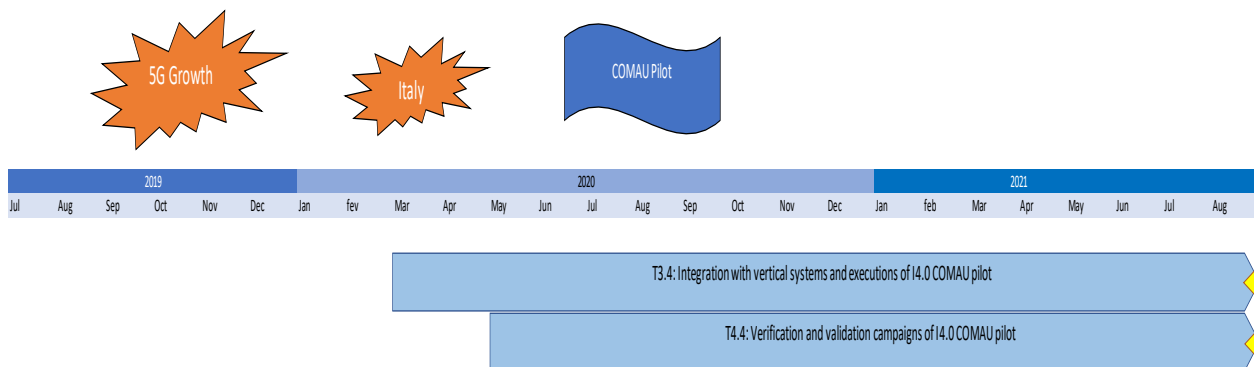 5G Growth
Italy
COMAU Pilot
2019 2020 2021
Jul Aug Sep Oct Nov Dec Jan fev Mar Apr May Jun Jul Aug Sep Oct Nov Dec Jan feb Mar Apr May Jun Jul Aug
T3.4: Integration with vertical systems and executions of I4.0 COMAU pilot
T4.4: Verification and validation campaigns of I4.0 COMAU pilot